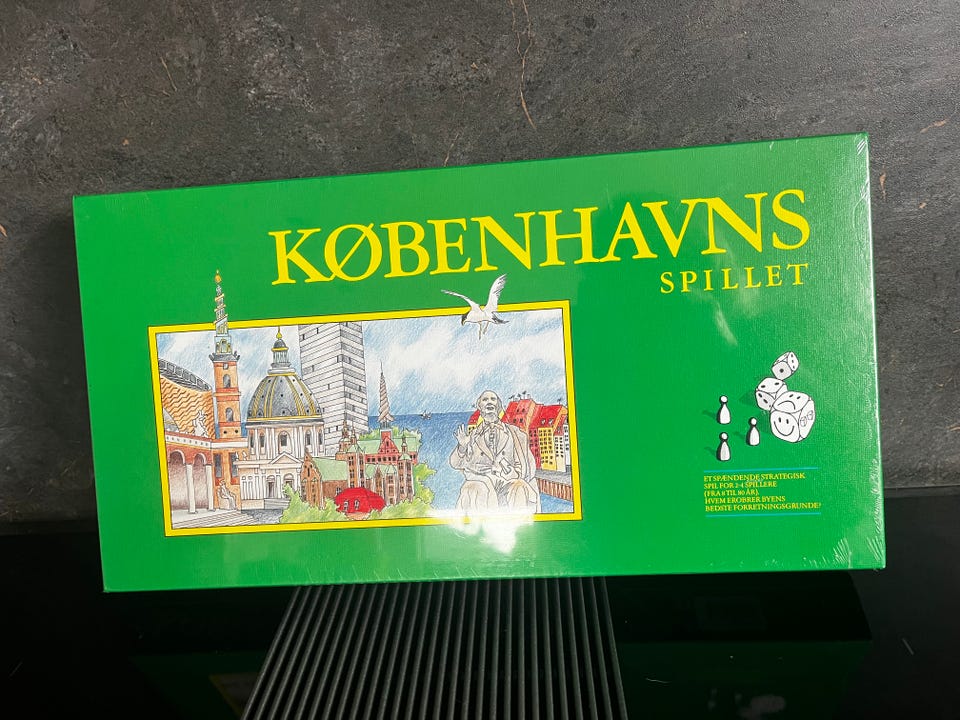 KØBENHAVNS
SPILLET
ET SPÆNDENDE STRATEGISK
SPIL FOR 2-4 SPILLERE
(FRA 8 TIL 80 ÅR).
HVEM EROBRER BYENS
BEDSTE FORRETNINGSGRUNDE?